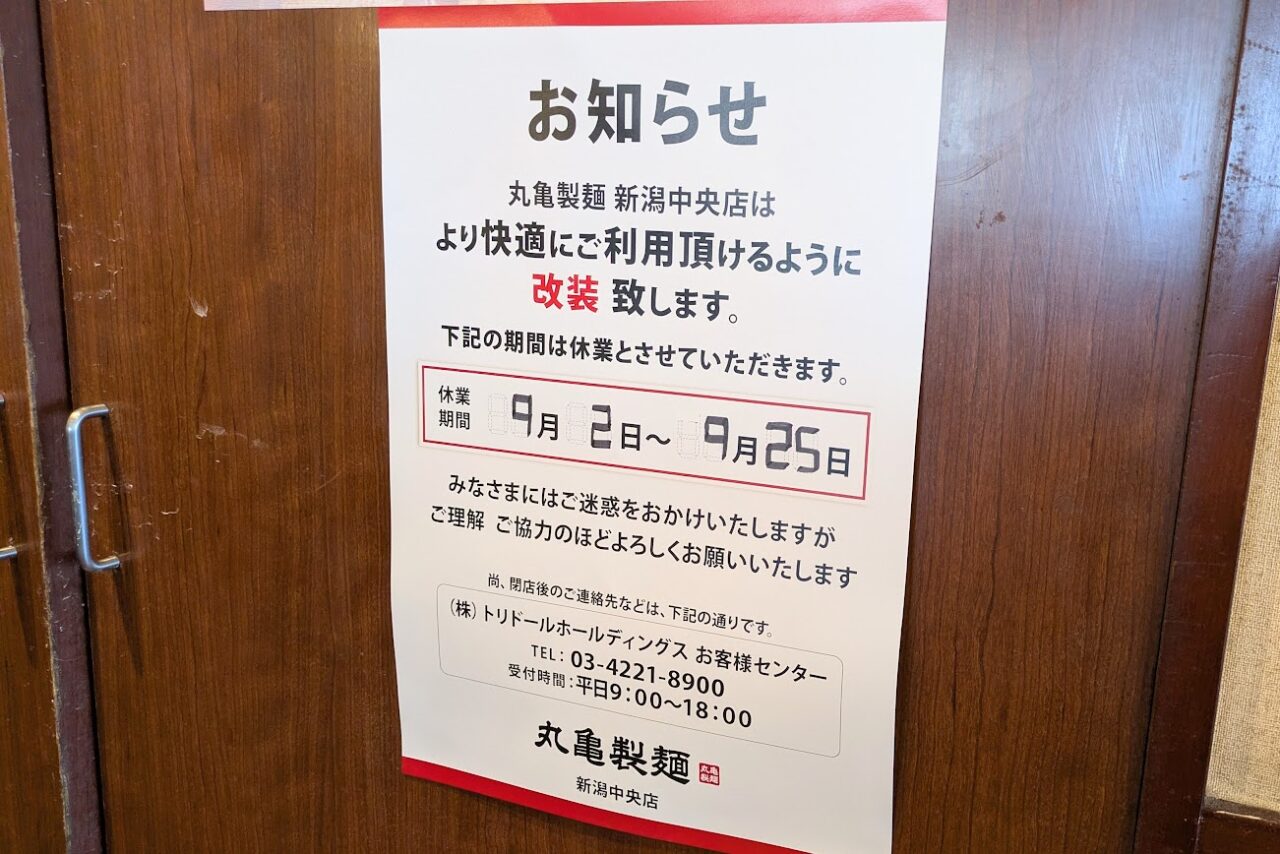 お知らせ
丸亀製麺 新潟中央店は
より快適にご利用頂けるように
改装 致します。
下記の期間は休業とさせていただきます。
休業期間 9月 2日～ 9月25日
みなさまにはご迷惑をおかけいたしますが
ご理解 ご協力のほどよろしくお願いいたします
尚、閉店後のご連絡先などは、下記の通りです。
（株）トリドールホールディングス お客様センター
TEL：03-4221-8900
受付時間：平日9：00～18：00
丸亀製麺 丸亀製麺
新潟中央店